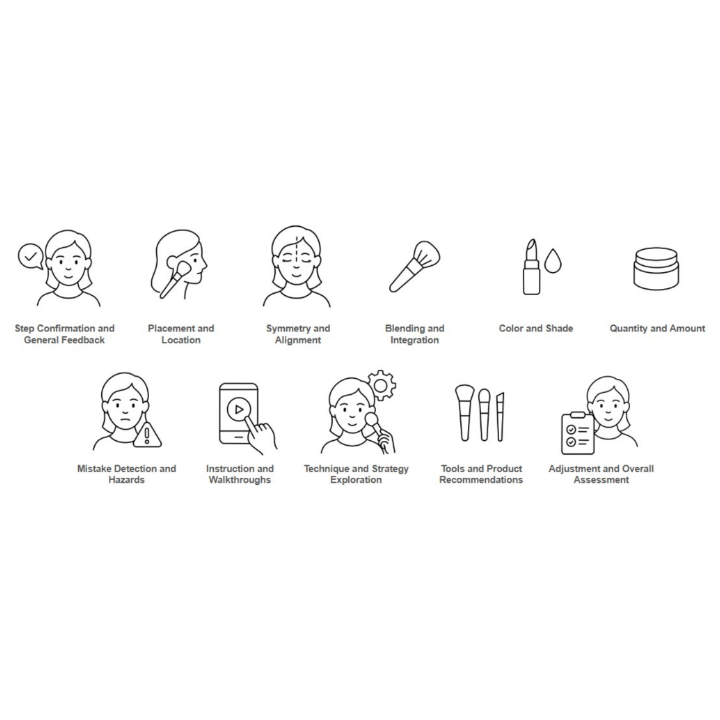 Step Confirmation and
General Feedback
Placement and
Location
Symmetry and
Alignment
Blending and
Integration
Color and Shade
Quantity and Amount
Mistake Detection and
Hazards
Instruction and
Walkthroughs
Technique and Strategy
Exploration
Tools and Product
Recommendations
Adjustment and Overall
Assessment